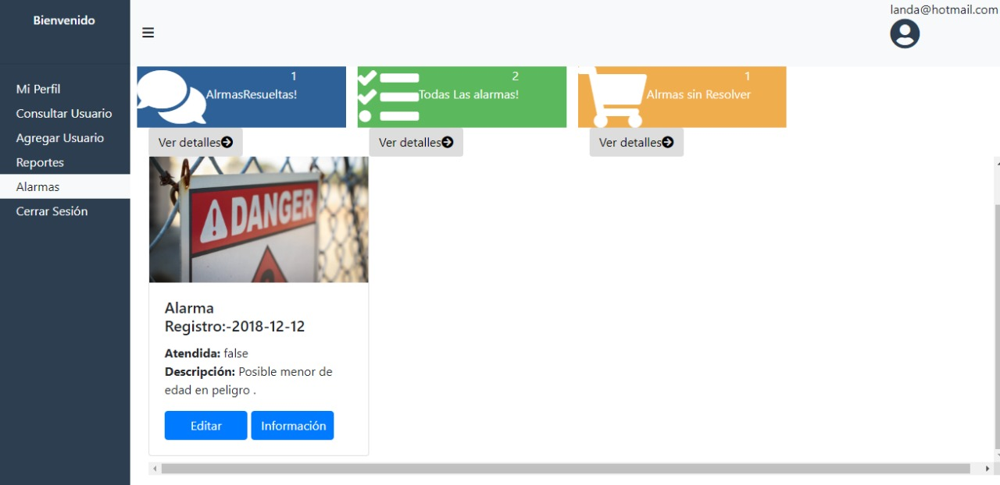 Bienvenido
landa@hotmail.com
Mi Perfil
Consultar Usuario
Agregar Usuario
Reportes
Alarmas
Cerrar Sesión
1
AlrmasResueltas!
2
Todas Las alarmas!
1
Alrmas sin Resolver
Ver detalles
Ver detalles
Ver detalles
DANGER
Alarma
Registro:-2018-12-12
Atendida: false
Descripción: Posible menor de
edad en peligro .
Editar
Información